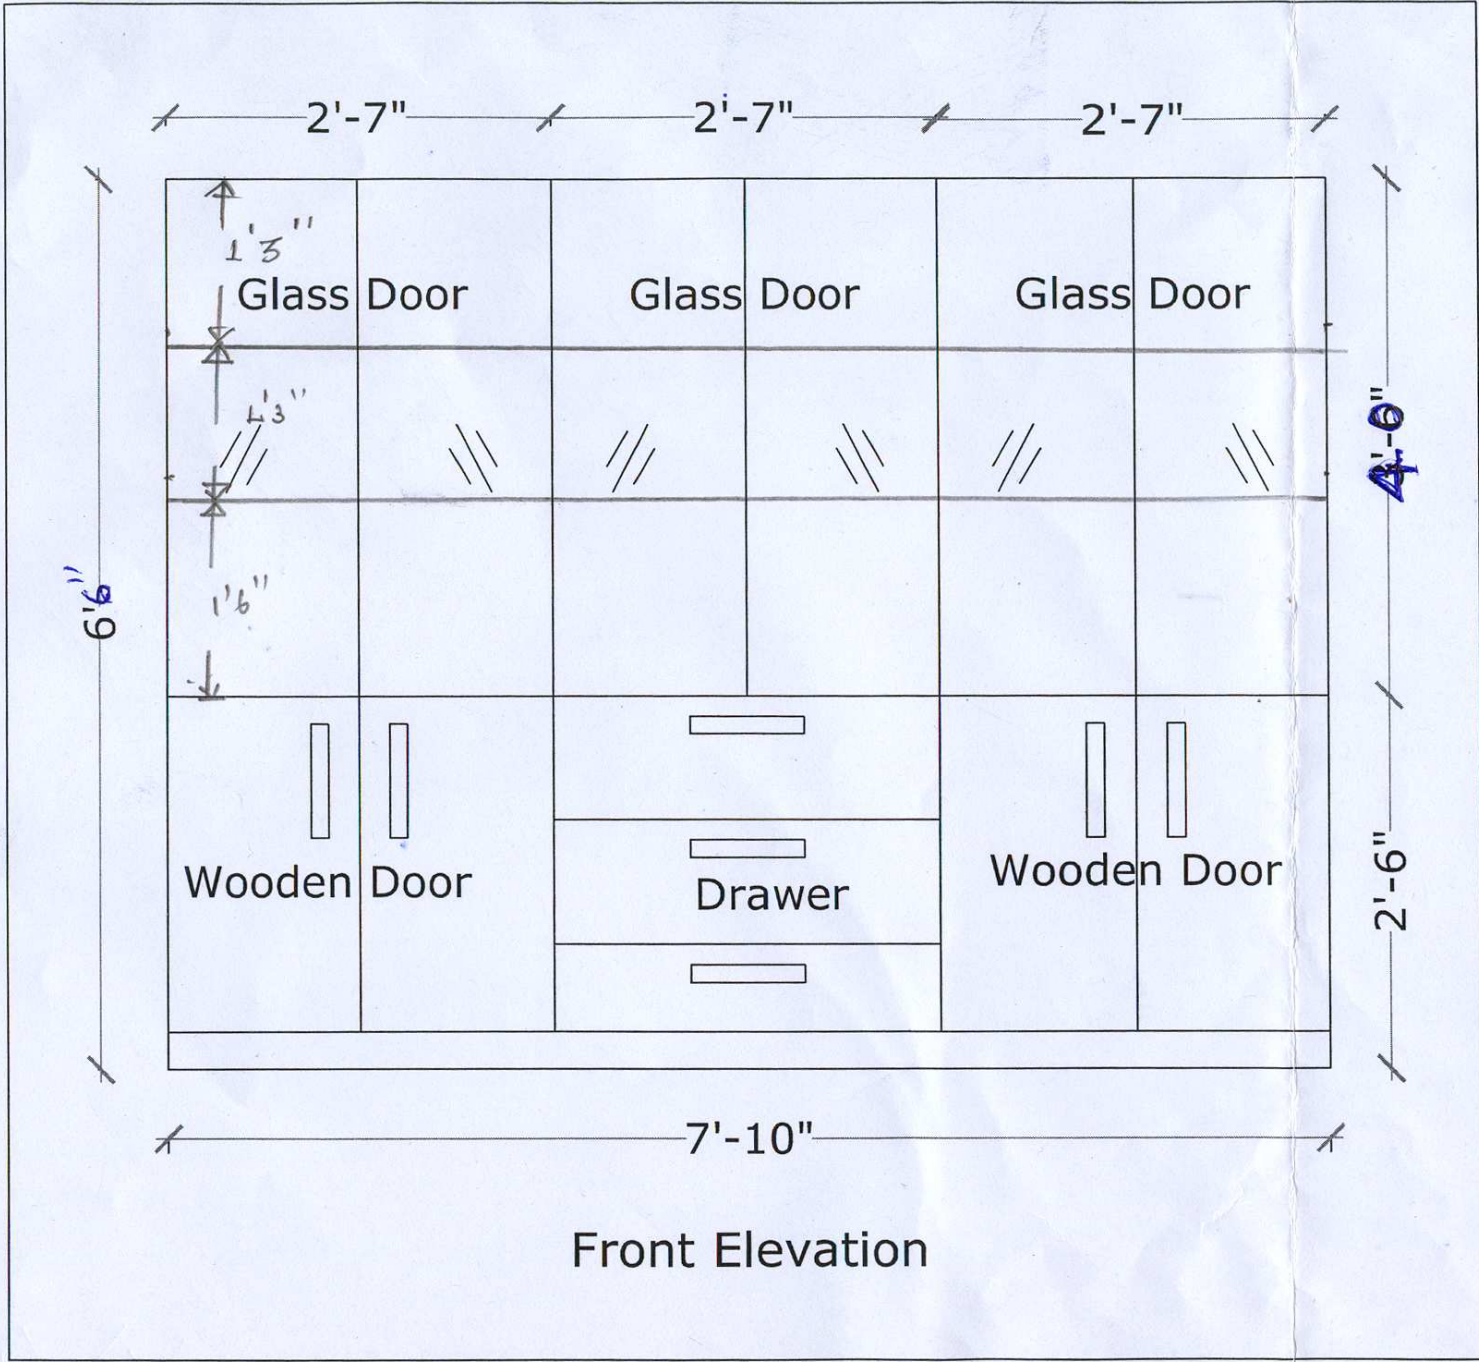 2'-7" 2'-7" 2'-7"
1'3"
Glass Door Glass Door Glass Door
1'3"
4'-0"
6'6"
1'6"
Wooden Door Drawer Wooden Door
2'-6"
7'-10"
Front Elevation